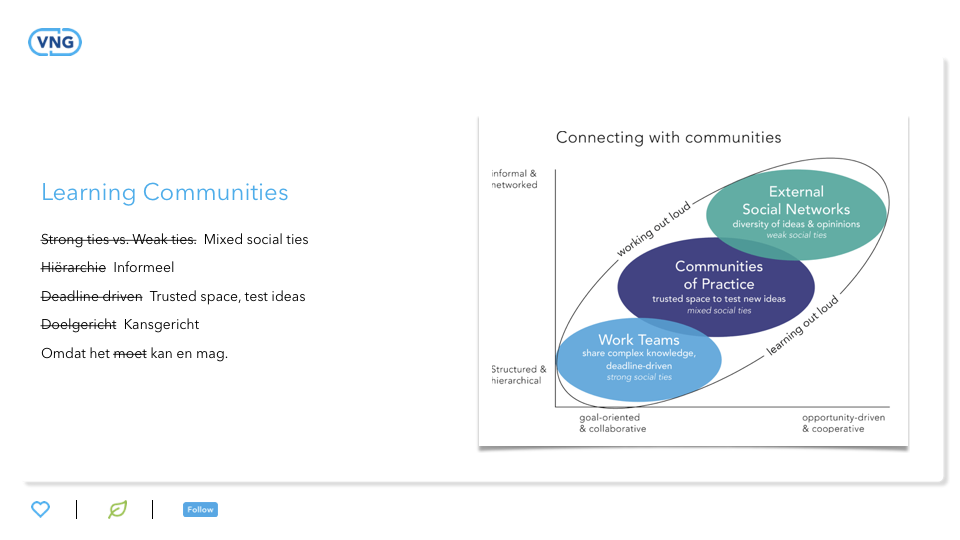 VNG
Learning Communities
Strong ties vs. Weak ties. Mixed social ties
Hiërarchie Informeel
Deadline driven Trusted space, test ideas
Doelgericht Kansgericht
Omdat het moet kan en mag.
Connecting with communities
informal &
networked
External
Social Networks
diversity of ideas & opininions
weak social ties
working out loud
Communities
of Practice
trusted space to test new ideas
mixed social ties
learning out loud
Work Teams
share complex knowledge,
deadline-driven
strong social ties
Structured &
hierarchical
goal-oriented
& collaborative
opportunity-driven
& cooperative
Follow